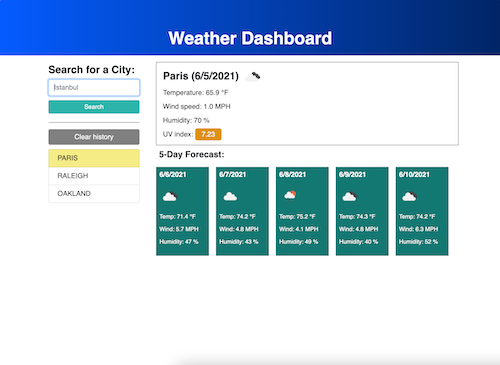 Weather Dashboard
Search for a City:
Istanbul
Search
Clear history
PARIS
RALEIGH
OAKLAND
Paris (6/5/2021)
Temperature: 65.9 °F
Wind speed: 1.0 MPH
Humidity: 70 %
UV index: 7.23
5-Day Forecast:
6/6/2021
Temp: 71.4 °F
Wind: 5.7 MPH
Humidity: 47 %
6/7/2021
Temp: 74.2 °F
Wind: 4.8 MPH
Humidity: 43 %
6/8/2021
Temp: 75.2 °F
Wind: 4.1 MPH
Humidity: 49 %
6/9/2021
Temp: 74.3 °F
Wind: 4.8 MPH
Humidity: 40 %
6/10/2021
Temp: 74.2 °F
Wind: 6.3 MPH
Humidity: 52 %